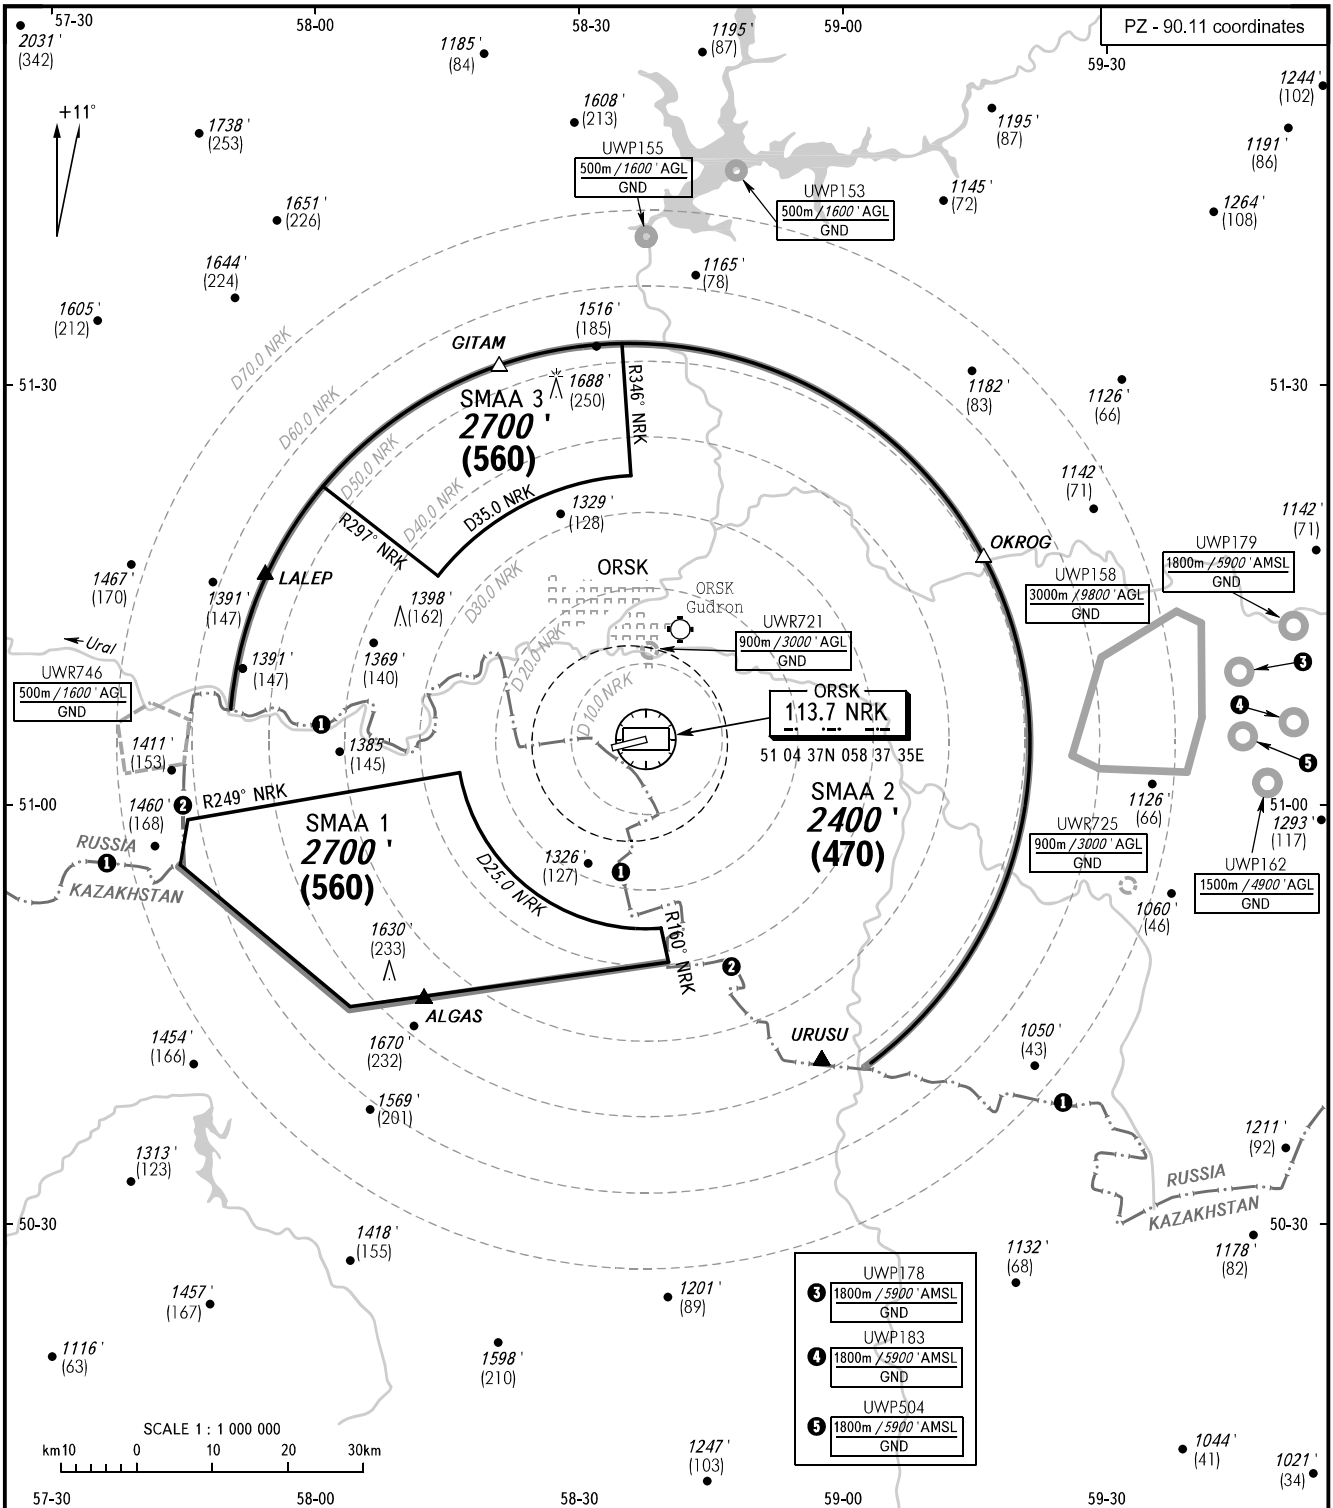 57-30
58-00
58-30
59-00
PZ - 90.11 coordinates
59-30
2031 '
(342)
1185 '
(84)
1195 '
(87)
1244 '
(102)
+11°
1738 '
(253)
1608 '
(213)
1195 '
(87)
1191 '
(86)
UWP155
500m / 1600 ' AGL
GND
UWP153
500m / 1600 ' AGL
GND
1145 '
(72)
1264 '
(108)
1651 '
(226)
1644 '
(224)
1605 '
(212)
1165 '
(78)
1516 '
(185)
D70.0 NRK
D60.0 NRK
D50.0 NRK
D40.0 NRK
D30.0 NRK
D20.0 NRK
D10.0 NRK
GITAM
51-30
51-30
SMAA 3
2700 '
(560)
1688 '
(250)
R346° NRK
1182 '
(83)
1126 '
(66)
R297° NRK
D35.0 NRK
1329 '
(128)
1142 '
(71)
1142 '
(71)
OKROG
UWP179
1800m / 5900 ' AMSL
GND
UWP158
3000m / 9800 ' AGL
GND
1467 '
(170)
1391 '
(147)
LALEP
1398 '
(162)
ORSK
ORSK
Gudron
UWR721
900m / 3000 ' AGL
GND
Ural
UWR746
500m / 1600 ' AGL
GND
1391 '
(147)
1369 '
(140)
3
4
5
1
ORSK
113.7 NRK
51 04 37N 058 37 35E
1411 '
(153)
1385 '
(145)
1460 '
(168)
2
R249° NRK
51-00
51-00
SMAA 1
2700 '
(560)
SMAA 2
2400 '
(470)
1126 '
(66)
1293 '
(117)
RUSSIA
1
KAZAKHSTAN
1326 '
(127)
1
UWR725
900m / 3000 ' AGL
GND
UWP162
1500m / 4900 ' AGL
GND
D25.0 NRK
1060 '
(46)
1630 '
(233)
R160° NRK
2
ALGAS
1670 '
(232)
1454 '
(166)
URUSU
1050 '
(43)
1569 '
(201)
1
1313 '
(123)
1211 '
(92)
RUSSIA
KAZAKHSTAN
50-30
50-30
1418 '
(155)
1132 '
(68)
1178 '
(82)
1457 '
(167)
1201 '
(89)
3
UWP178
1800m / 5900 ' AMSL
GND
4
UWP183
1800m / 5900 ' AMSL
GND
5
UWP504
1800m / 5900 ' AMSL
GND
1116 '
(63)
1598 '
(210)
SCALE 1 : 1 000 000
km10 0 10 20 30km
1247 '
(103)
1044 '
(41)
1021 '
(34)
57-30
58-00
58-30
59-00
59-30